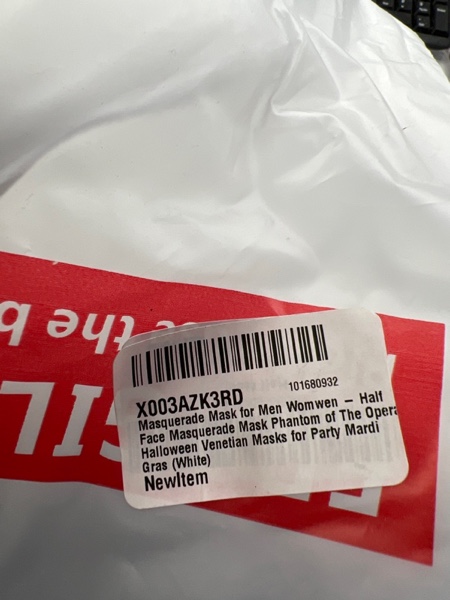 101680932
X003AZK3RD
Masquerade Mask for Men Womwen – Half
Face Masquerade Mask Phantom of The Opera
Halloween Venetian Masks for Party Mardi
Gras (White)
NewItem
the b